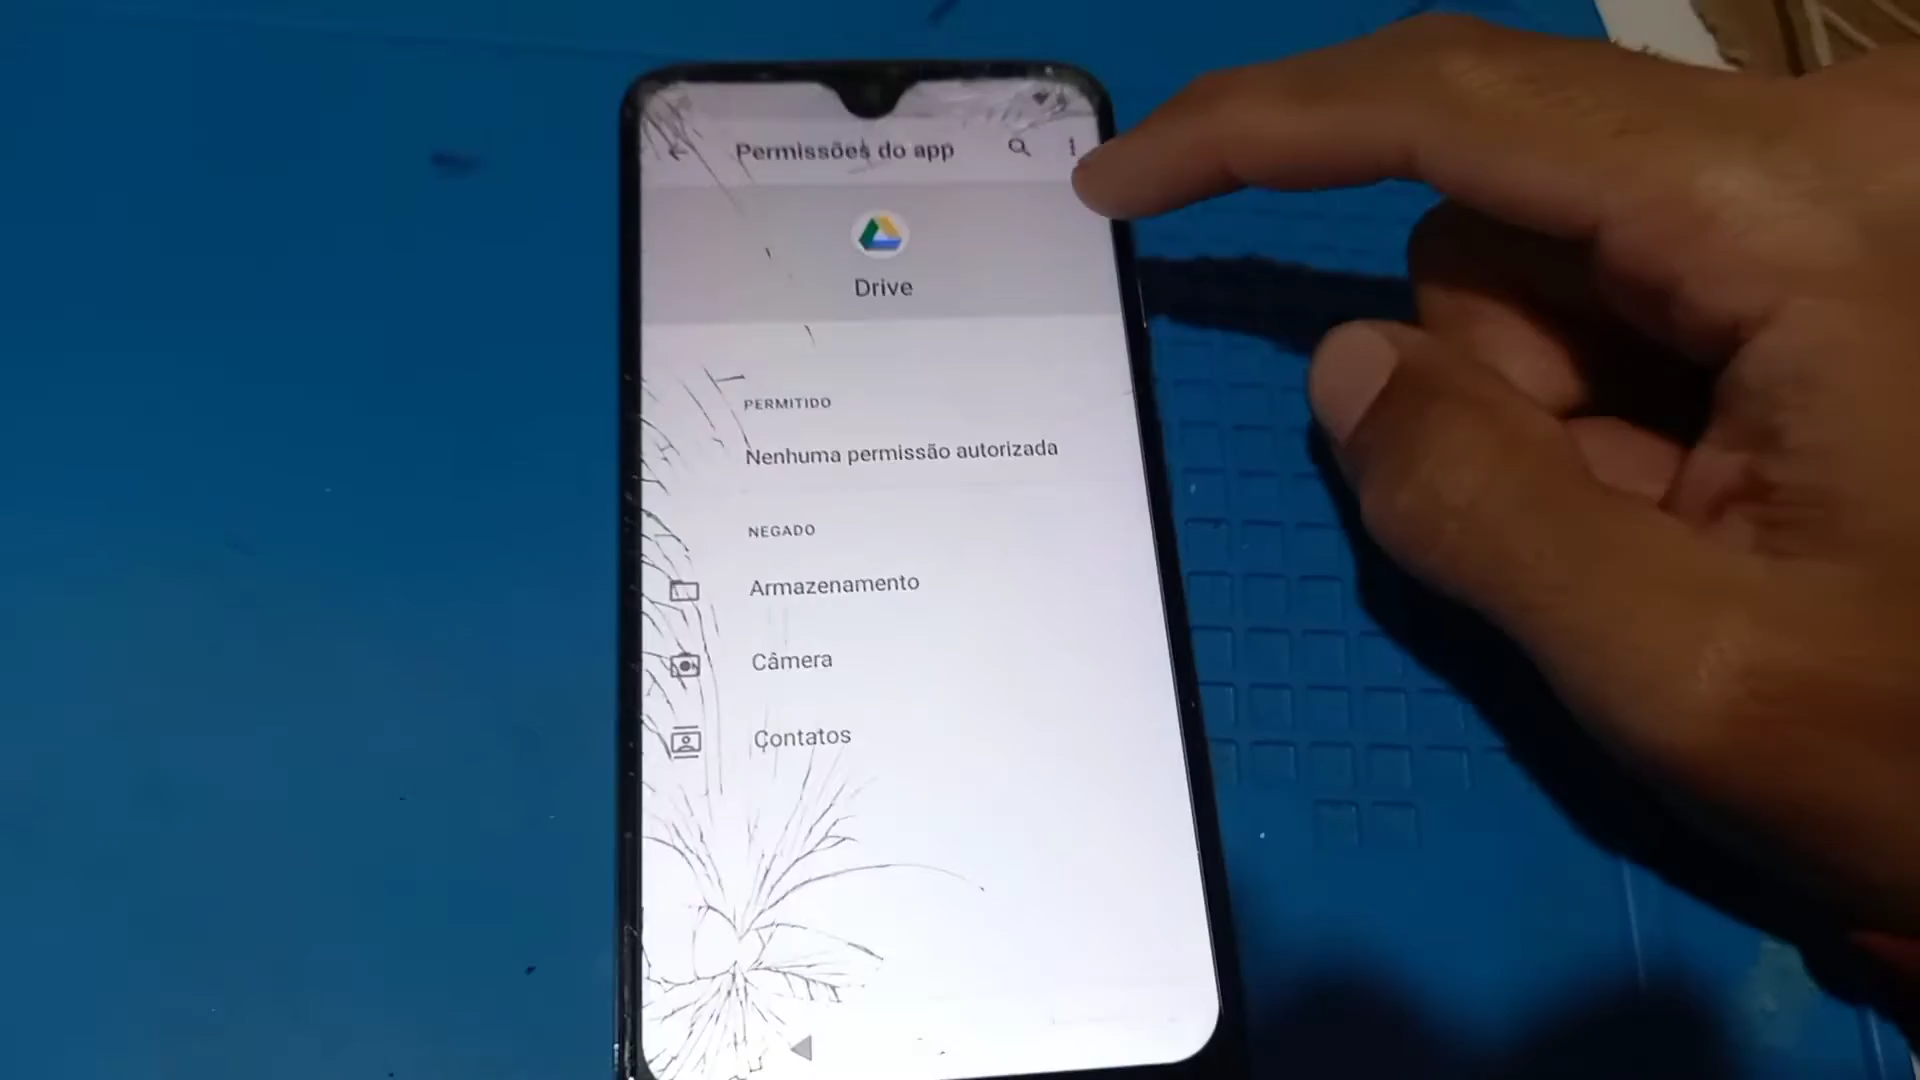 Permissões do app
Drive
PERMITIDO
Nenhuma permissão autorizada
NEGADO
Armazenamento
Câmera
Contatos